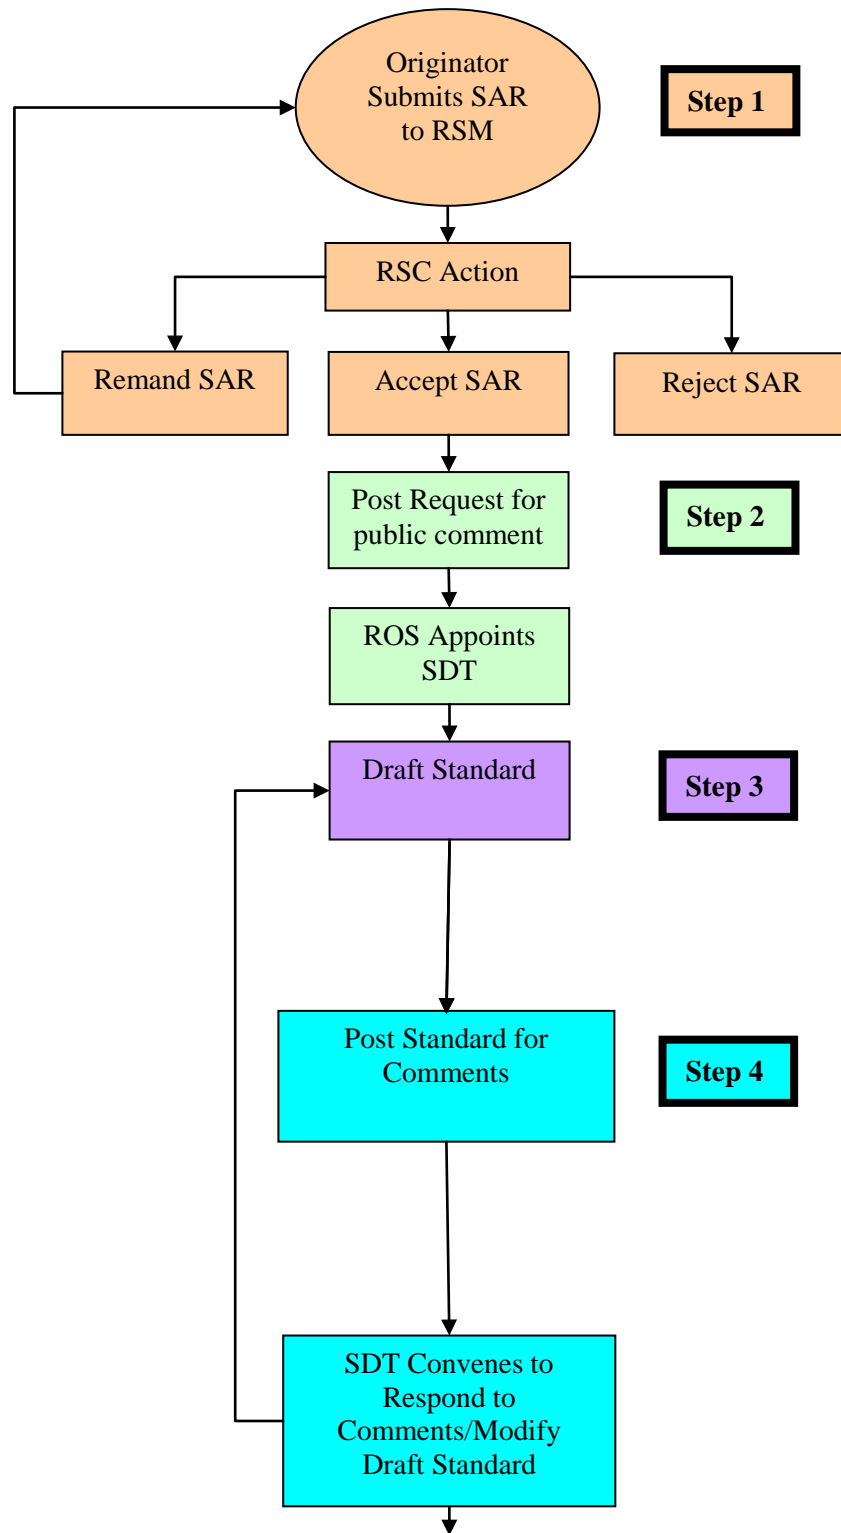 Originator
Submits SAR
to RSM
Step 1
RSC Action
Remand SAR
Accept SAR
Reject SAR
Post Request for
public comment
Step 2
ROS Appoints
SDT
Draft Standard
Step 3
Post Standard for
Comments
Step 4
SDT Convenes to
Respond to
Comments/Modify
Draft Standard